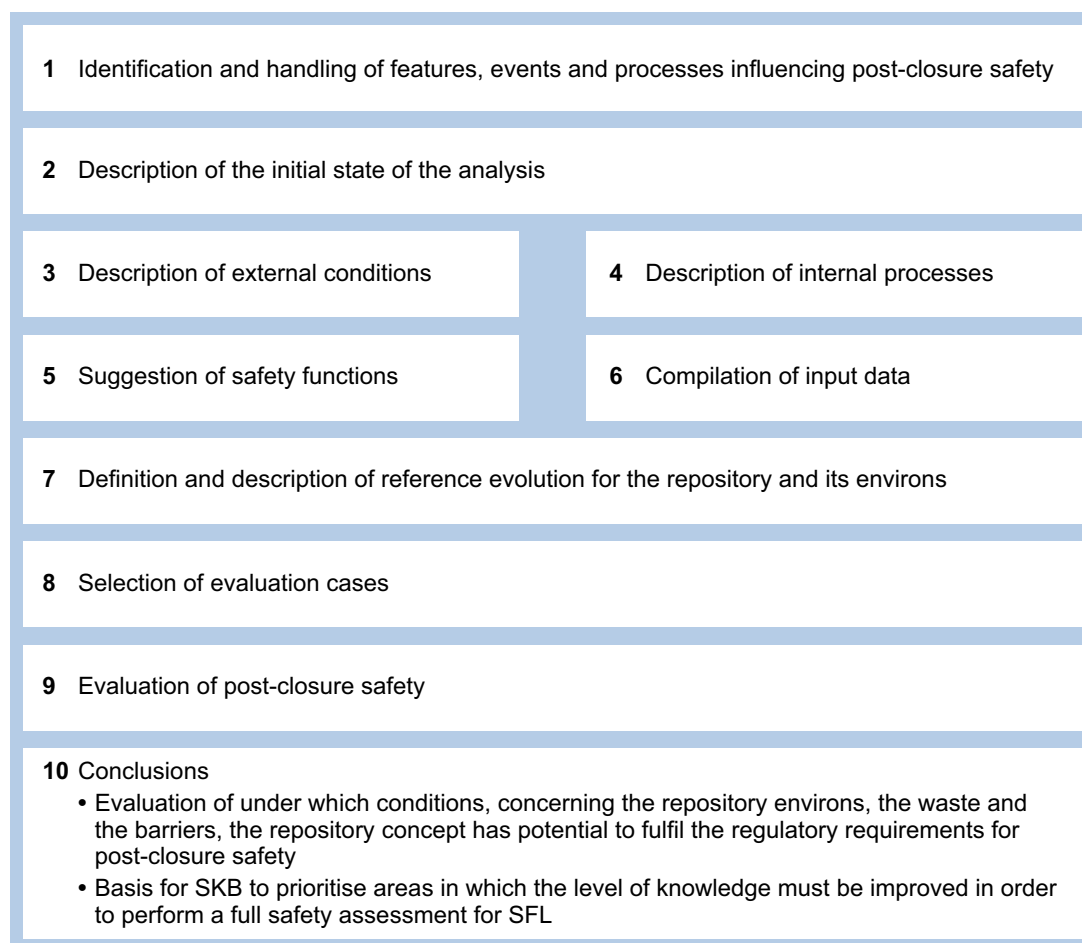 1 Identification and handling of features, events and processes influencing post-closure safety
2 Description of the initial state of the analysis
3 Description of external conditions
4 Description of internal processes
5 Suggestion of safety functions
6 Compilation of input data
7 Definition and description of reference evolution for the repository and its environs
8 Selection of evaluation cases
9 Evaluation of post-closure safety
10 Conclusions
• Evaluation of under which conditions, concerning the repository environs, the waste and
the barriers, the repository concept has potential to fulfil the regulatory requirements for
post-closure safety
• Basis for SKB to prioritise areas in which the level of knowledge must be improved in order
to perform a full safety assessment for SFL